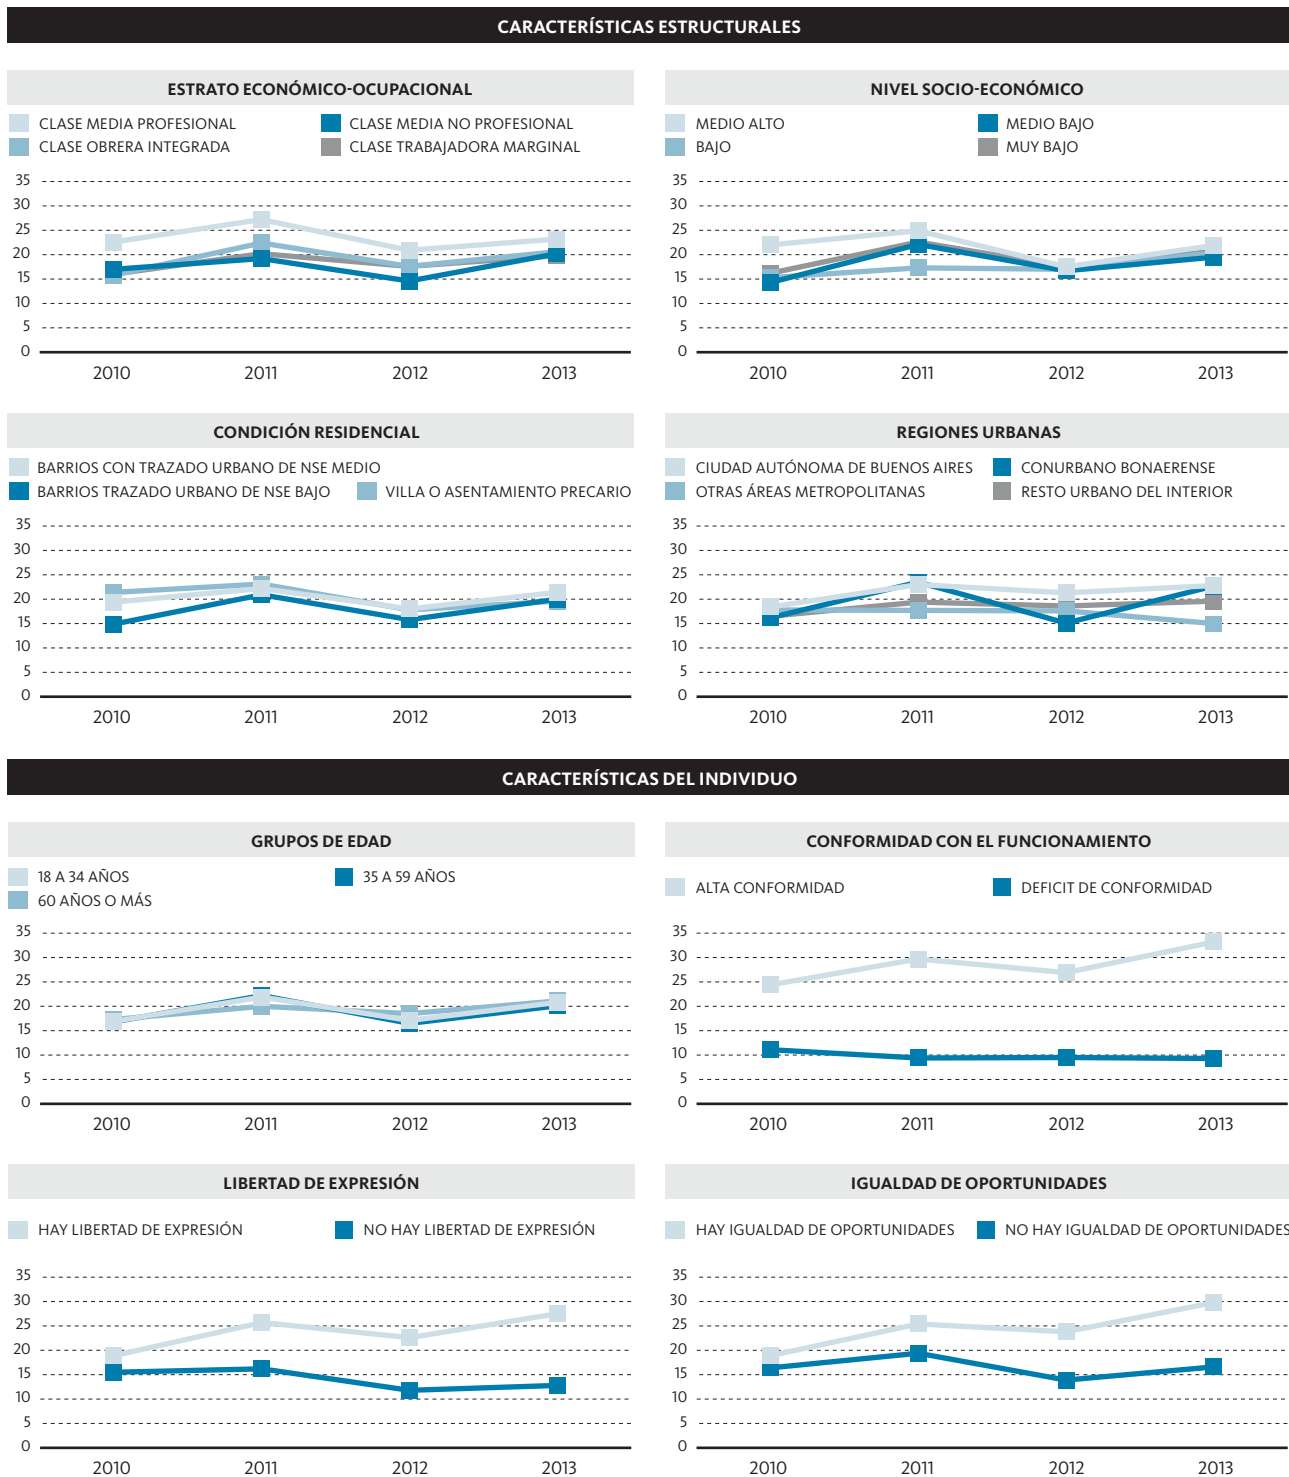 CARACTERÍSTICAS ESTRUCTURALES
ESTRATO ECONÓMICO-OCUPACIONAL
CLASE MEDIA PROFESIONAL
CLASE MEDIA NO PROFESIONAL
CLASE OBRERA INTEGRADA
CLASE TRABAJADORA MARGINAL
35
30
25
20
15
10
5
0
2010 2011 2012 2013
NIVEL SOCIO-ECONÓMICO
MEDIO ALTO
MEDIO BAJO
BAJO
MUY BAJO
35
30
25
20
15
10
5
0
2010 2011 2012 2013
CONDICIÓN RESIDENCIAL
BARRIOS CON TRAZADO URBANO DE NSE MEDIO
BARRIOS TRAZADO URBANO DE NSE BAJO
VILLA O ASENTAMIENTO PRECARIO
35
30
25
20
15
10
5
0
2010 2011 2012 2013
REGIONES URBANAS
CIUDAD AUTÓNOMA DE BUENOS AIRES
CONURBANO BONAERENSE
OTRAS ÁREAS METROPOLITANAS
RESTO URBANO DEL INTERIOR
35
30
25
20
15
10
5
0
2010 2011 2012 2013
CARACTERÍSTICAS DEL INDIVIDUO
GRUPOS DE EDAD
18 A 34 AÑOS
35 A 59 AÑOS
60 AÑOS O MÁS
35
30
25
20
15
10
5
0
2010 2011 2012 2013
CONFORMIDAD CON EL FUNCIONAMIENTO
ALTA CONFORMIDAD
DEFICIT DE CONFORMIDAD
35
30
25
20
15
10
5
0
2010 2011 2012 2013
LIBERTAD DE EXPRESIÓN
HAY LIBERTAD DE EXPRESIÓN
NO HAY LIBERTAD DE EXPRESIÓN
35
30
25
20
15
10
5
0
2010 2011 2012 2013
IGUALDAD DE OPORTUNIDADES
HAY IGUALDAD DE OPORTUNIDADES
NO HAY IGUALDAD DE OPORTUNIDADES
35
30
25
20
15
10
5
0
2010 2011 2012 2013